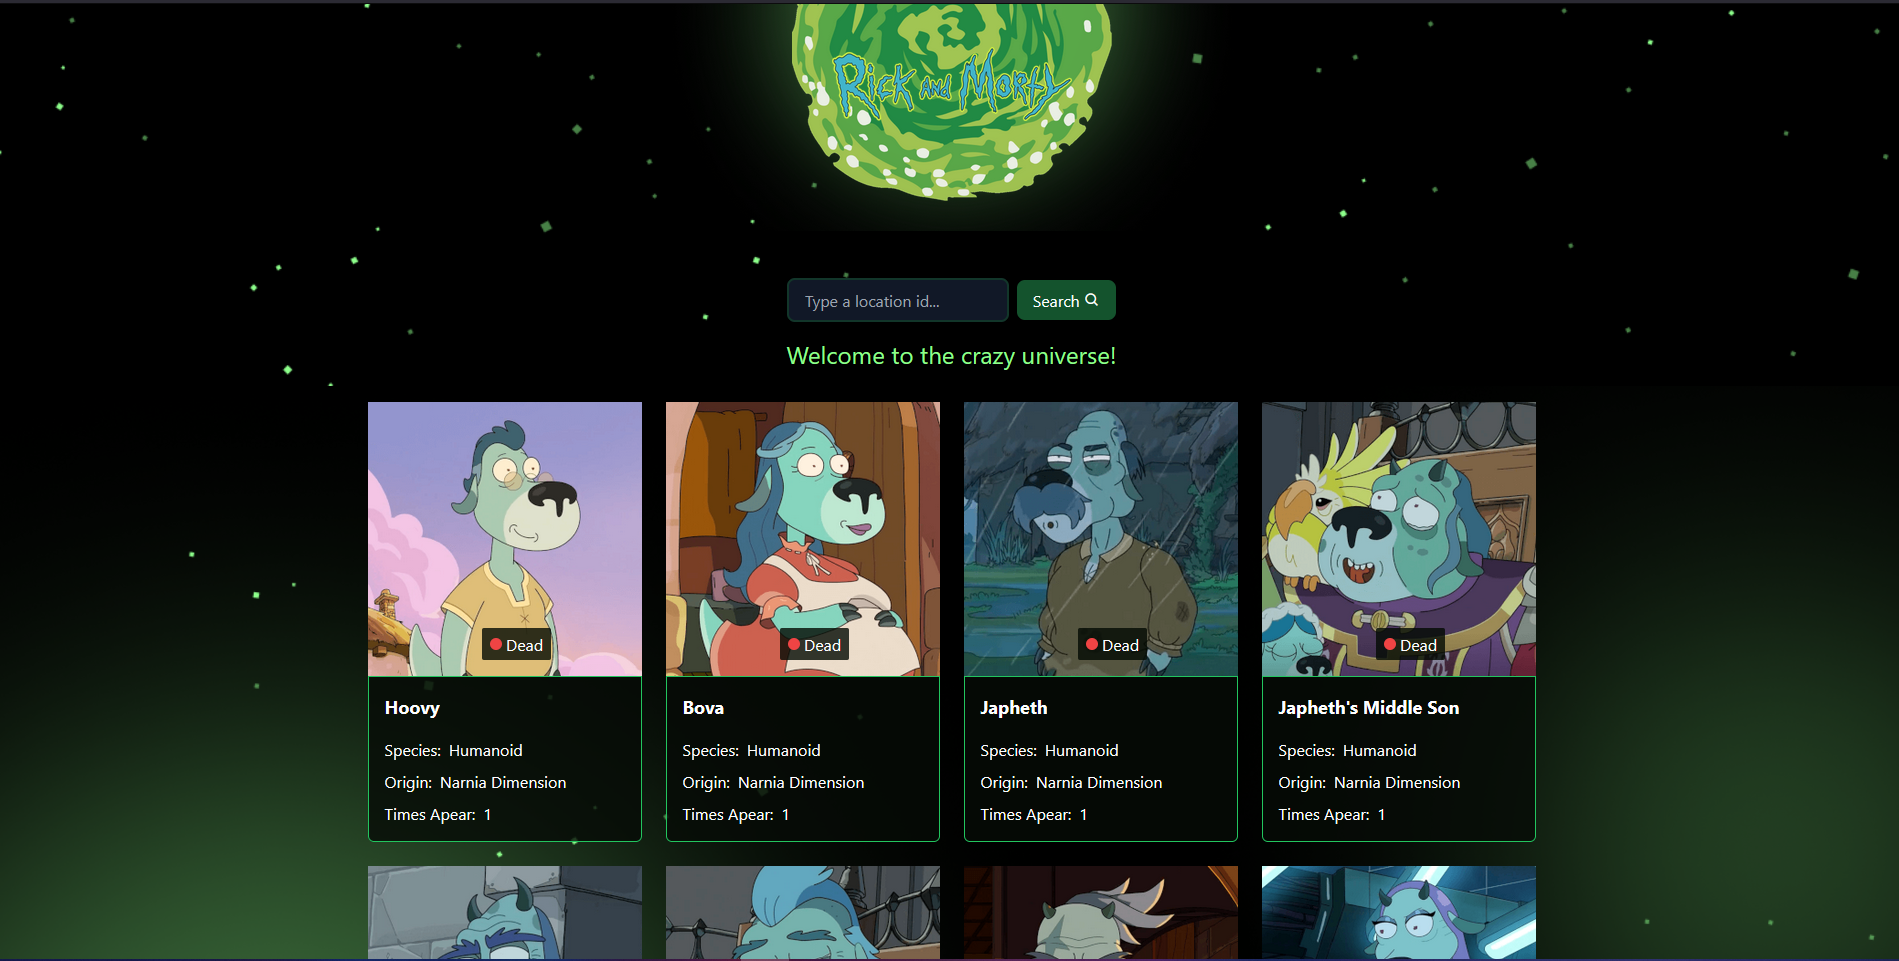 Rick and Morty
Type a location id...
Search
Welcome to the crazy universe!
Dead
Dead
Dead
Dead
Hoovy
Species: Humanoid
Origin: Narnia Dimension
Times Apear: 1
Bova
Species: Humanoid
Origin: Narnia Dimension
Times Apear: 1
Japheth
Species: Humanoid
Origin: Narnia Dimension
Times Apear: 1
Japheth's Middle Son
Species: Humanoid
Origin: Narnia Dimension
Times Apear: 1